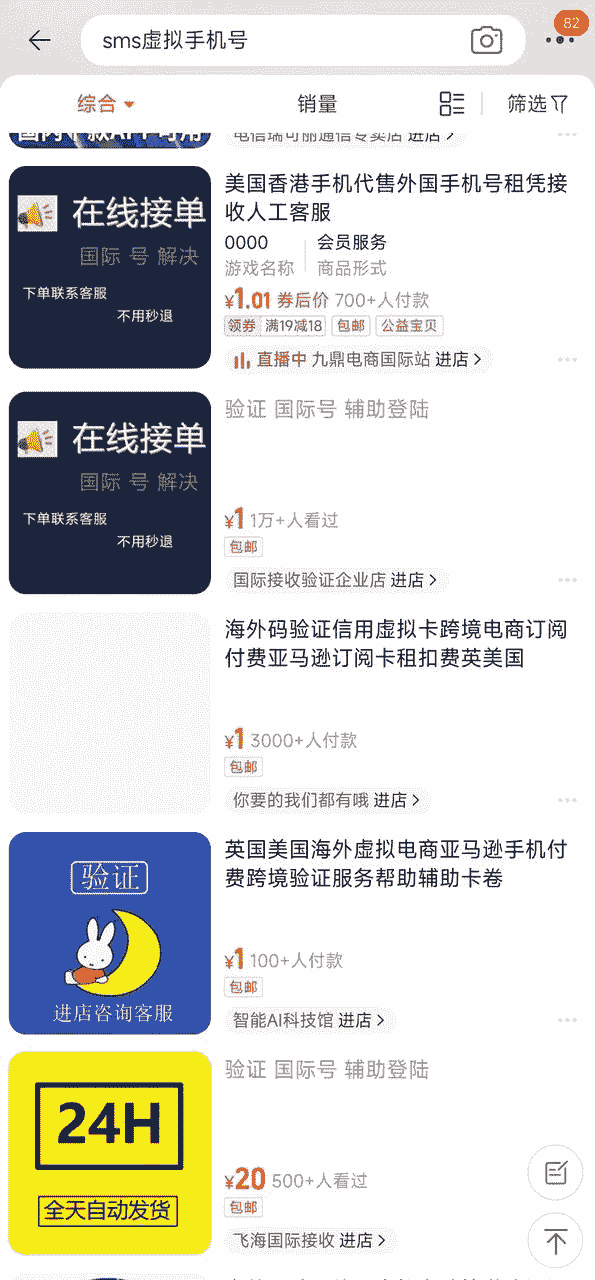 82
sms虚拟手机号
综合
销量
筛选
进店
美国香港手机代售外国手机号租凭接
收人工客服
0000
会员服务
游戏名称
商品形式
¥1.01 券后价 700+人付款
领券 满19减18 包邮 公益宝贝
直播中 九鼎电商国际站 进店
在线接单
国际 号 解决
下单联系客服
不用秒退
验证 国际号 辅助登陆
¥1 1万+人看过
包邮
国际接收验证企业店 进店
在线接单
国际 号 解决
下单联系客服
不用秒退
海外码验证信用虚拟卡跨境电商订阅
付费亚马逊订阅卡租扣费英美国
¥1 3000+人付款
包邮
你要的我们都有哦 进店
英国美国海外虚拟电商亚马逊手机付
费跨境验证服务帮助辅助卡卷
¥1 100+人付款
包邮
智能AI科技馆 进店
验证
进店咨询客服
验证 国际号 辅助登陆
¥20 500+人看过
包邮
飞海国际接收 进店
24H
全天自动发货